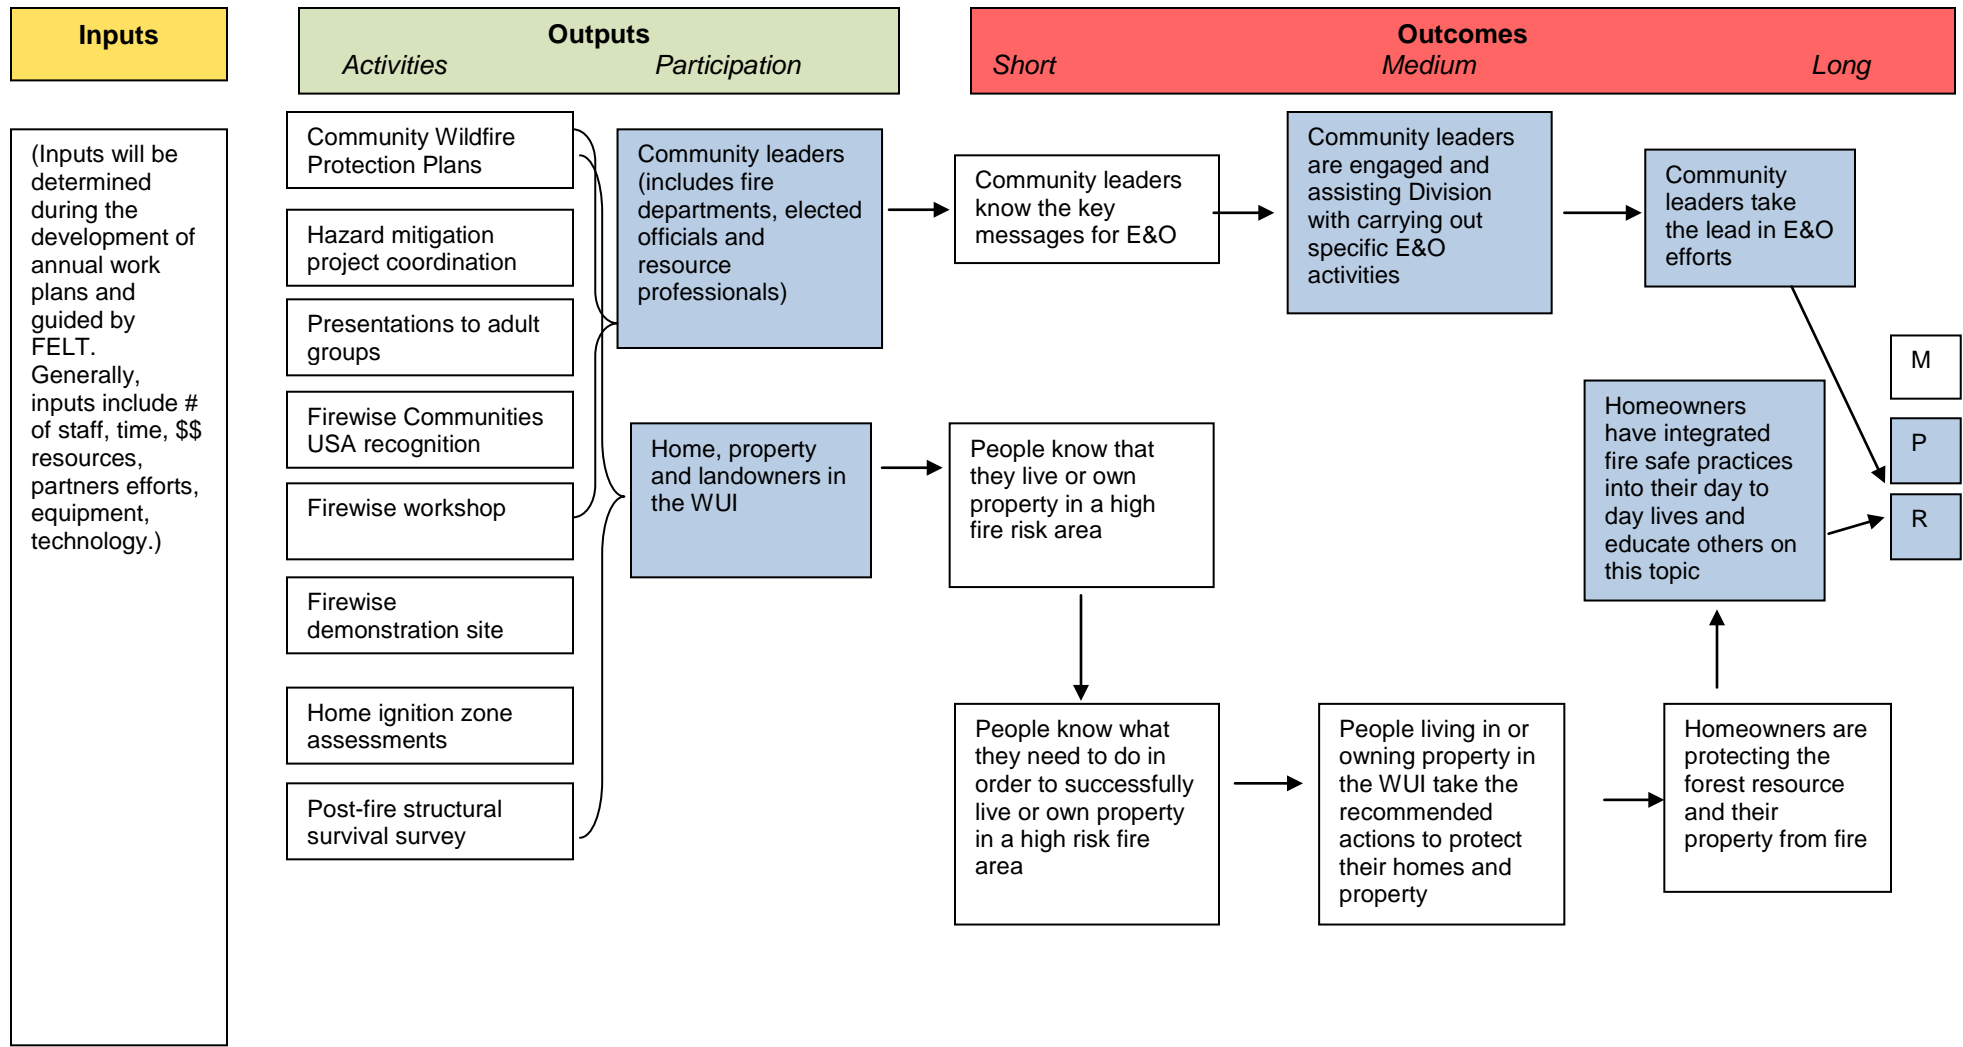 Inputs
Outputs
Activities
Participation
Outcomes
Short
Medium
Long
(Inputs will be
determined
during the
development of
annual work
plans and
guided by
FELT.
Generally,
inputs include #
of staff, time, $$
resources,
partners efforts,
equipment,
technology.)
Community Wildfire
Protection Plans
Hazard mitigation
project coordination
Presentations to adult
groups
Firewise Communities
USA recognition
Firewise workshop
Firewise
demonstration site
Home ignition zone
assessments
Post-fire structural
survival survey
Community leaders
(includes fire
departments, elected
officials and
resource
professionals)
Home, property
and landowners in
the WUI
Community leaders
know the key
messages for E&O
Community leaders
are engaged and
assisting Division
with carrying out
specific E&O
activities
Community
leaders take
the lead in E&O
efforts
People know that
they live or own
property in a high
fire risk area
People know what
they need to do in
order to successfully
live or own property
in a high risk fire
area
People living in or
owning property in
the WUI take the
recommended
actions to protect
their homes and
property
Homeowners are
protecting the
forest resource
and their
property from fire
Homeowners
have integrated
fire safe practices
into their day to
day lives and
educate others on
this topic
M
P
R